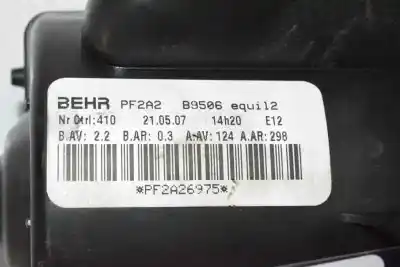 BEHR PF2A2 B9506 equil2
Nr Ctrl:410 21.05.07 14h20 E12
B.AV: 2.2 B.AR: 0.3 A.AV: 124 A.AR: 298
*PF2A26975*